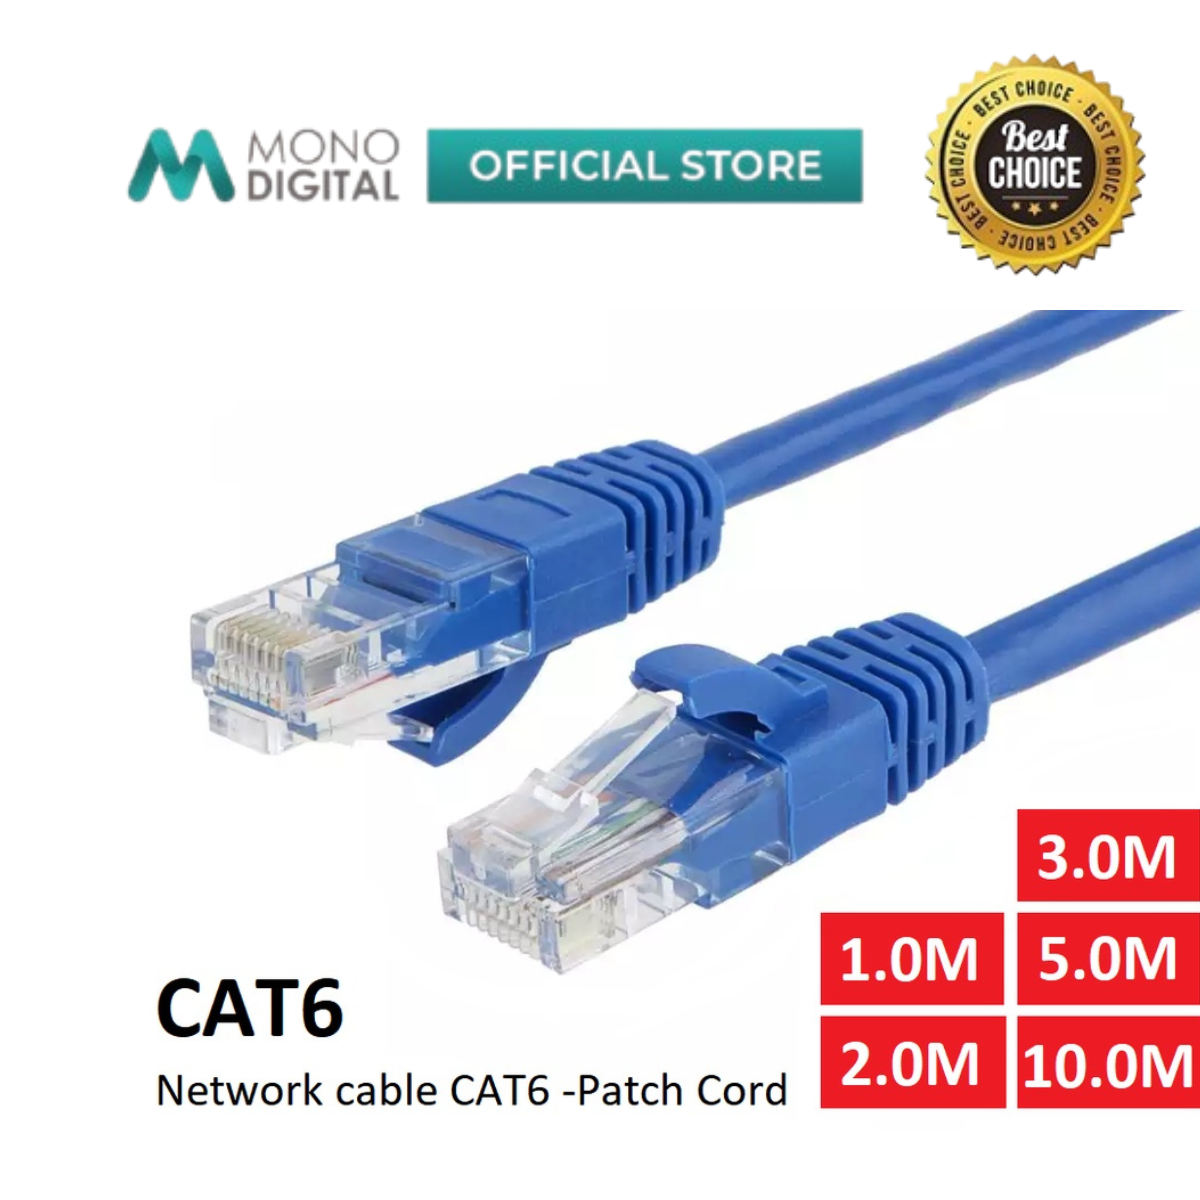 MONO
DIGITAL
OFFICIAL STORE
BEST CHOICE · BEST CHOICE · BEST CHOICE · BEST CHOICE ·
Best
CHOICE
3.0M
1.0M
5.0M
2.0M
10.0M
CAT6
Network cable CAT6 -Patch Cord